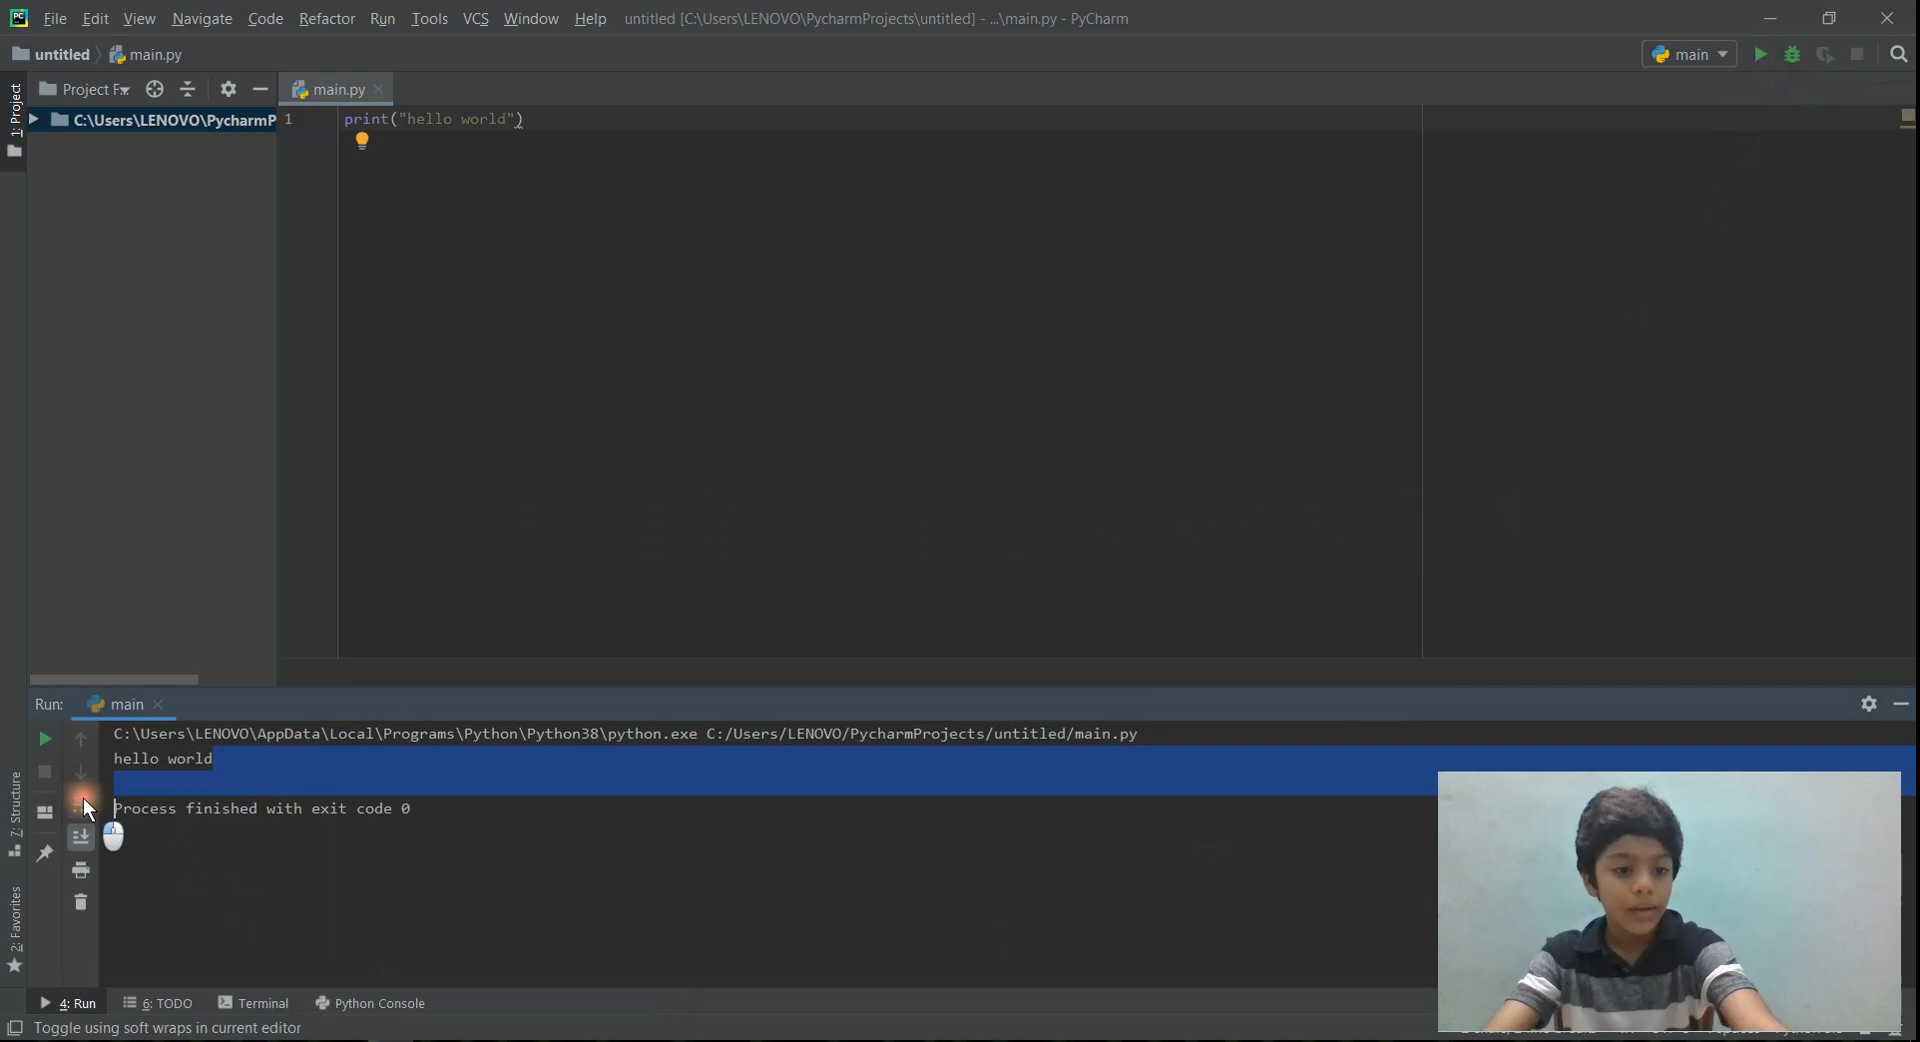 File Edit View Navigate Code Refactor Run Tools VCS Window Help untitled [C:\Users\LENOVO\PycharmProjects\untitled] - ...\main.py - PyCharm
untitled main.py main
1: Project
Project F... main.py
C:\Users\LENOVO\PycharmP
1 print("hello world")
Run: main
C:\Users\LENOVO\AppData\Local\Programs\Python\Python38\python.exe C:/Users/LENOVO/PycharmProjects/untitled/main.py
hello world
Process finished with exit code 0
7: Structure
2: Favorites
4: Run 6: TODO Terminal Python Console
Toggle using soft wraps in current editor